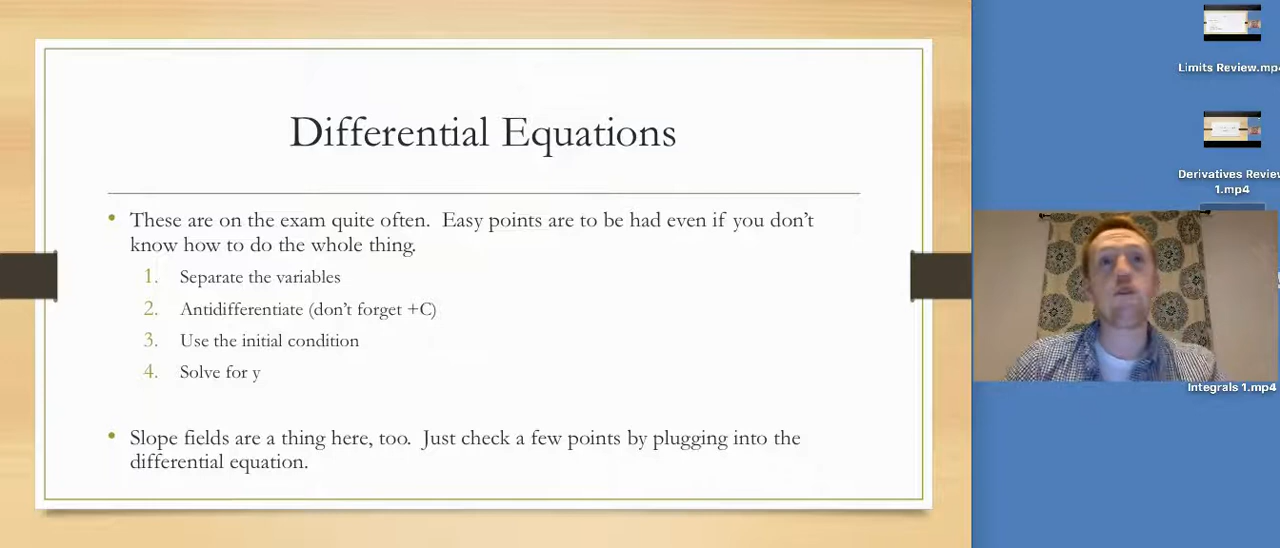 Differential Equations
• These are on the exam quite often. Easy points are to be had even if you don't
know how to do the whole thing.
1. Separate the variables
2. Antidifferentiate (don't forget +C)
3. Use the initial condition
4. Solve for y
• Slope fields are a thing here, too. Just check a few points by plugging into the
differential equation.
Limits Review.mp4
Derivatives Review
1.mp4
Integrals 1.mp4